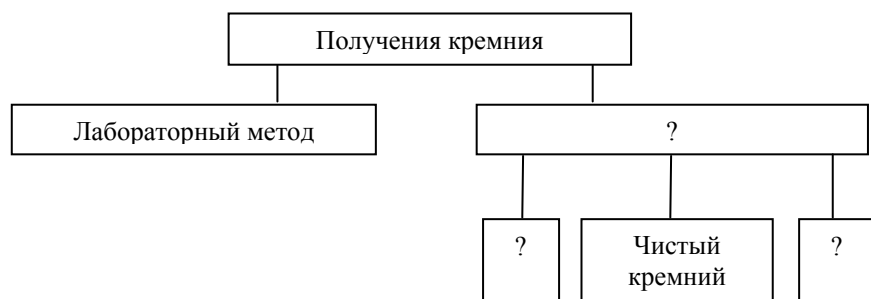 Получения кремния
Лабораторный метод
?
?
Чистый
кремний
?